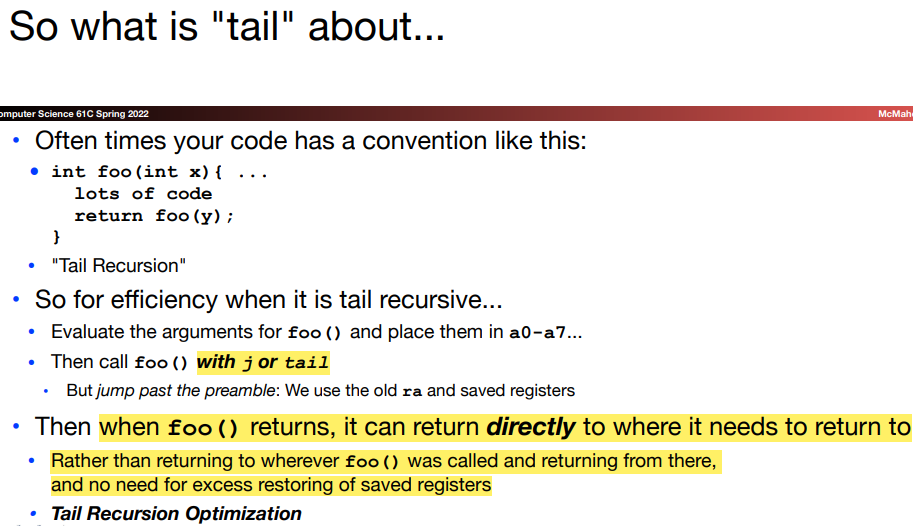 So what is "tail" about...
omputer Science 61C Spring 2022
McMah
• Often times your code has a convention like this:
• int foo(int x){ ...
lots of code
return foo(y);
}
• "Tail Recursion"
• So for efficiency when it is tail recursive...
• Evaluate the arguments for foo() and place them in a0-a7...
• Then call foo() with j or tail
• But jump past the preamble: We use the old ra and saved registers
• Then when foo() returns, it can return directly to where it needs to return to
• Rather than returning to wherever foo() was called and returning from there,
and no need for excess restoring of saved registers
• Tail Recursion Optimization